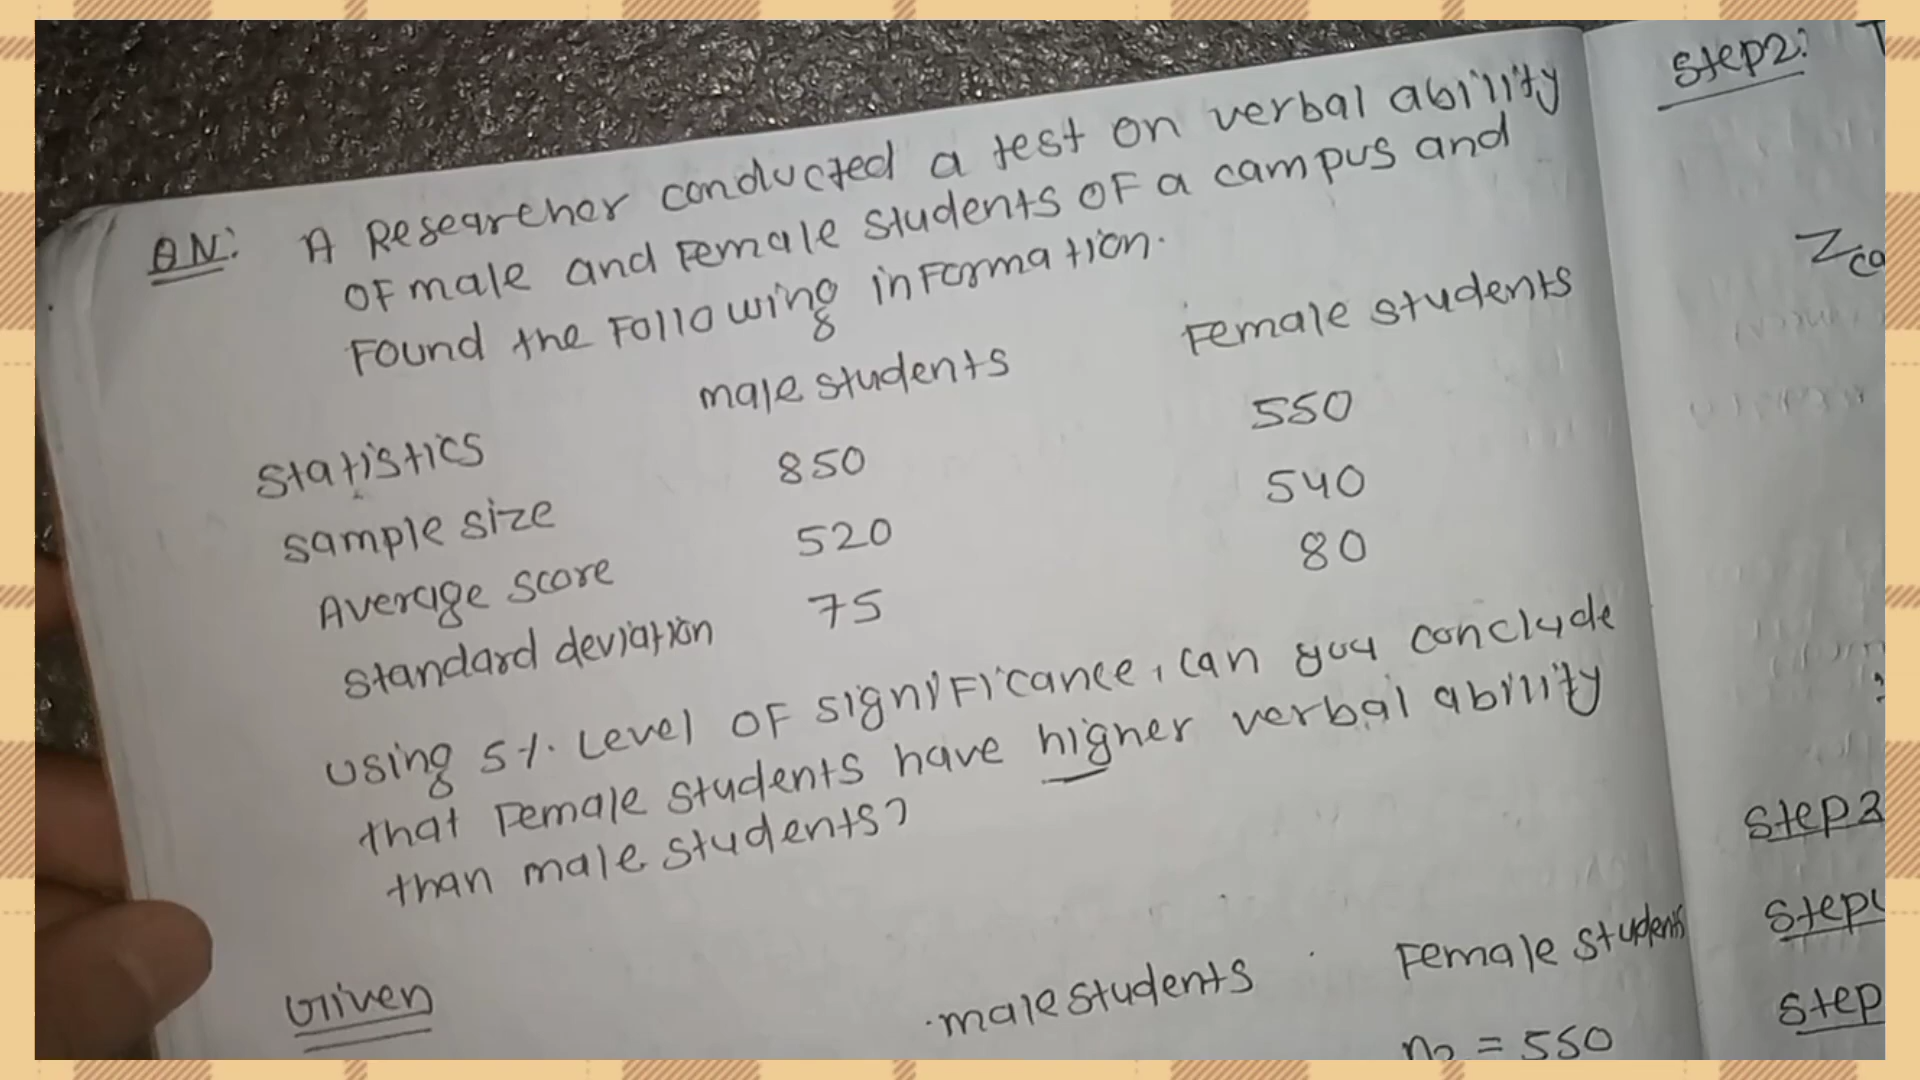 QN: A Researcher conducted a test on verbal ability
OF male and Female students OF a campus and
Found the Following information.
male students Female students
Statistics
sample size 850 550
Average score 520 540
standard deviation 75 80
Using 5% Level OF significance, can you conclude
that Female students have higher verbal ability
than male students?
Given
male students Female students
n2 = 550
Step2:
Step3
Step